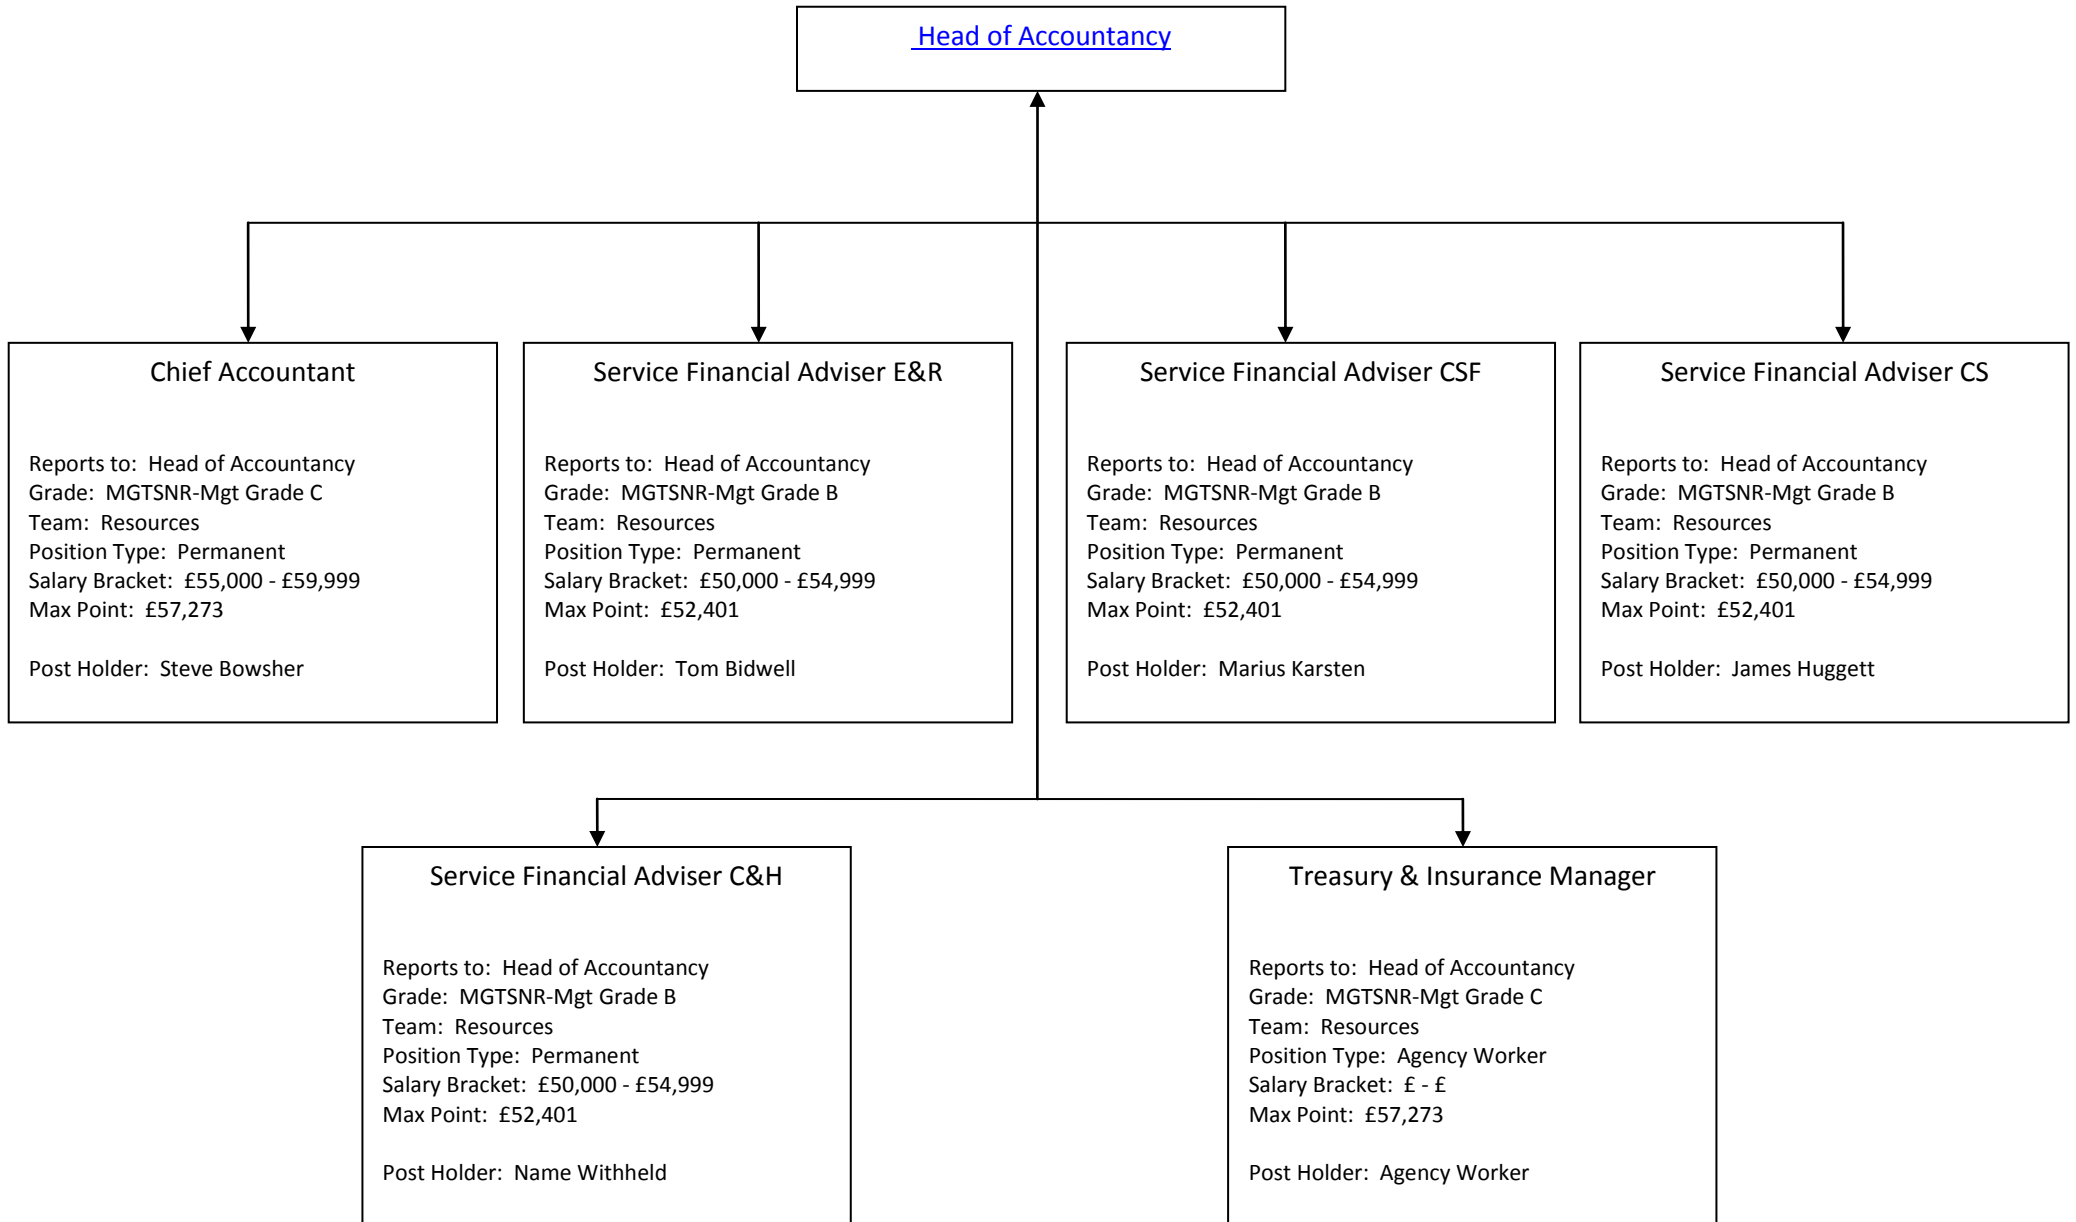 Head of Accountancy
Chief Accountant
Reports to:  Head of Accountancy
Grade:  MGTSNR-Mgt Grade C
Team:  Resources
Position Type:  Permanent
Salary Bracket:  £55,000 - £59,999
Max Point:  £57,273
Post Holder:  Steve Bowsher
Service Financial Adviser E&R
Reports to:  Head of Accountancy
Grade:  MGTSNR-Mgt Grade B
Team:  Resources
Position Type:  Permanent
Salary Bracket:  £50,000 - £54,999
Max Point:  £52,401
Post Holder:  Tom Bidwell
Service Financial Adviser CSF
Reports to:  Head of Accountancy
Grade:  MGTSNR-Mgt Grade B
Team:  Resources
Position Type:  Permanent
Salary Bracket:  £50,000 - £54,999
Max Point:  £52,401
Post Holder:  Marius Karsten
Service Financial Adviser CS
Reports to:  Head of Accountancy
Grade:  MGTSNR-Mgt Grade B
Team:  Resources
Position Type:  Permanent
Salary Bracket:  £50,000 - £54,999
Max Point:  £52,401
Post Holder:  James Huggett
Service Financial Adviser C&H
Reports to:  Head of Accountancy
Grade:  MGTSNR-Mgt Grade B
Team:  Resources
Position Type:  Permanent
Salary Bracket:  £50,000 - £54,999
Max Point:  £52,401
Post Holder:  Name Withheld
Treasury & Insurance Manager
Reports to:  Head of Accountancy
Grade:  MGTSNR-Mgt Grade C
Team:  Resources
Position Type:  Agency Worker
Salary Bracket:  £ - £
Max Point:  £57,273
Post Holder:  Agency Worker